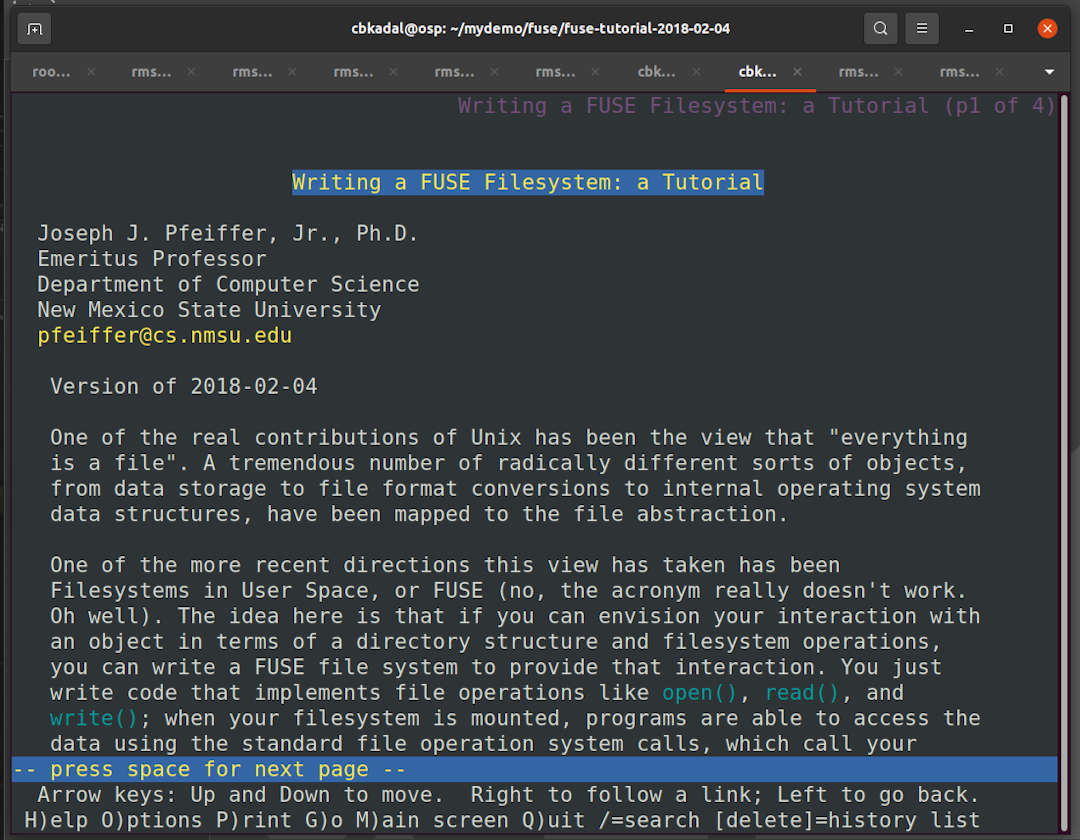 cbkadal@osp: ~/mydemo/fuse/fuse-tutorial-2018-02-04
roo... rms... rms... rms... rms... rms... cbk... cbk... rms... rms...
Writing a FUSE Filesystem: a Tutorial (p1 of 4)
Writing a FUSE Filesystem: a Tutorial
Joseph J. Pfeiffer, Jr., Ph.D.
Emeritus Professor
Department of Computer Science
New Mexico State University
pfeiffer@cs.nmsu.edu
Version of 2018-02-04
One of the real contributions of Unix has been the view that "everything
is a file". A tremendous number of radically different sorts of objects,
from data storage to file format conversions to internal operating system
data structures, have been mapped to the file abstraction.
One of the more recent directions this view has taken has been
Filesystems in User Space, or FUSE (no, the acronym really doesn't work.
Oh well). The idea here is that if you can envision your interaction with
an object in terms of a directory structure and filesystem operations,
you can write a FUSE file system to provide that interaction. You just
write code that implements file operations like open(), read(), and
write(); when your filesystem is mounted, programs are able to access the
data using the standard file operation system calls, which call your
-- press space for next page --
Arrow keys: Up and Down to move.  Right to follow a link; Left to go back.
H)elp O)ptions P)rint G)o M)ain screen Q)uit /=search [delete]=history list